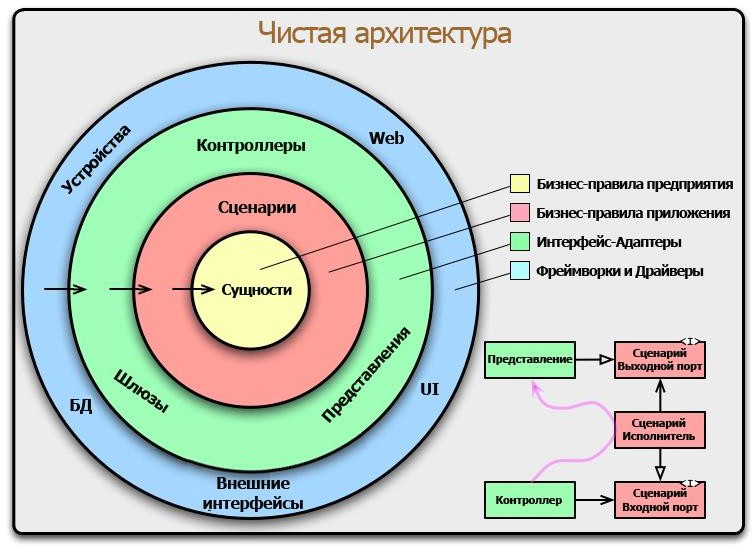 Чистая архитектура
Устройства
Web
Контроллеры
Сценарии
Сущности
Шлюзы
Представления
БД
UI
Внешние
интерфейсы
Бизнес-правила предприятия
Бизнес-правила приложения
Интерфейс-Адаптеры
Фреймворки и Драйверы
Представление
<I>
Сценарий
Выходной порт
Сценарий
Исполнитель
Контроллер
<I>
Сценарий
Входной порт